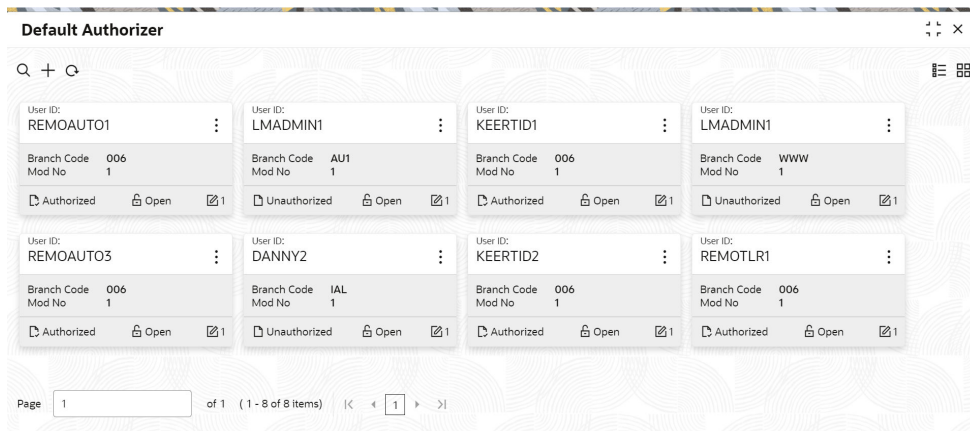 Default Authorizer
User ID:
REMOAUTO1
Branch Code 006
Mod No 1
Authorized Open 1
User ID:
LMADMIN1
Branch Code AU1
Mod No 1
Unauthorized Open 1
User ID:
KEERTID1
Branch Code 006
Mod No 1
Authorized Open 1
User ID:
LMADMIN1
Branch Code WWW
Mod No 1
Unauthorized Open 1
User ID:
REMOAUTO3
Branch Code 006
Mod No 1
Authorized Open 1
User ID:
DANNY2
Branch Code IAL
Mod No 1
Unauthorized Open 1
User ID:
KEERTID2
Branch Code 006
Mod No 1
Authorized Open 1
User ID:
REMOTLR1
Branch Code 006
Mod No 1
Authorized Open 1
Page 1 of 1 ( 1 - 8 of 8 items) 1